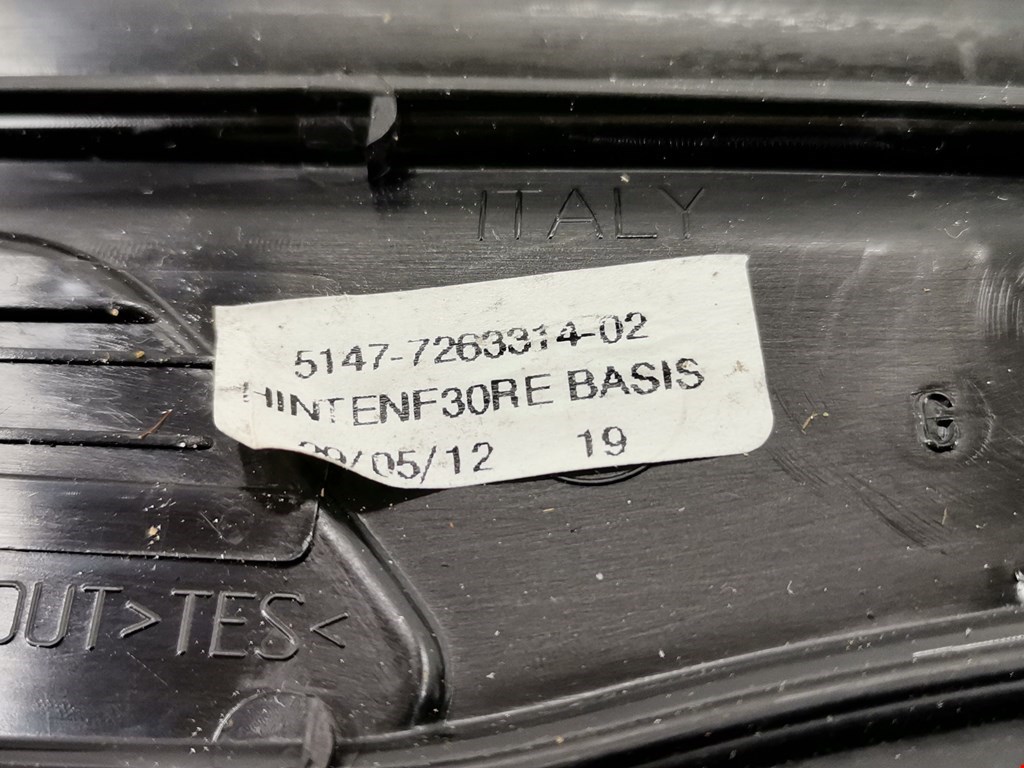 ITALY
5147-7263314-02
HINTENF30RE BASIS
/05/12 19
G
OUT>TES<